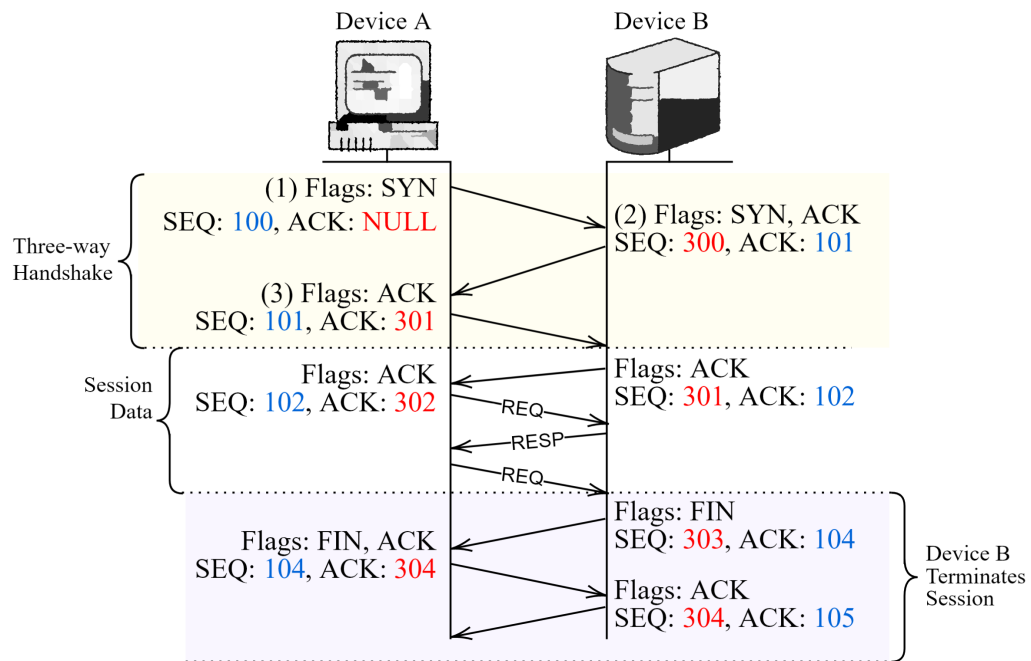 Device A
Device B
(1) Flags: SYN
SEQ: 100, ACK: NULL
(2) Flags: SYN, ACK
SEQ: 300, ACK: 101
Three-way
Handshake
(3) Flags: ACK
SEQ: 101, ACK: 301
Session
Data
Flags: ACK
SEQ: 102, ACK: 302
Flags: ACK
SEQ: 301, ACK: 102
REQ
RESP
REQ
Flags: FIN
SEQ: 303, ACK: 104
Flags: FIN, ACK
SEQ: 104, ACK: 304
Flags: ACK
SEQ: 304, ACK: 105
Device B
Terminates
Session